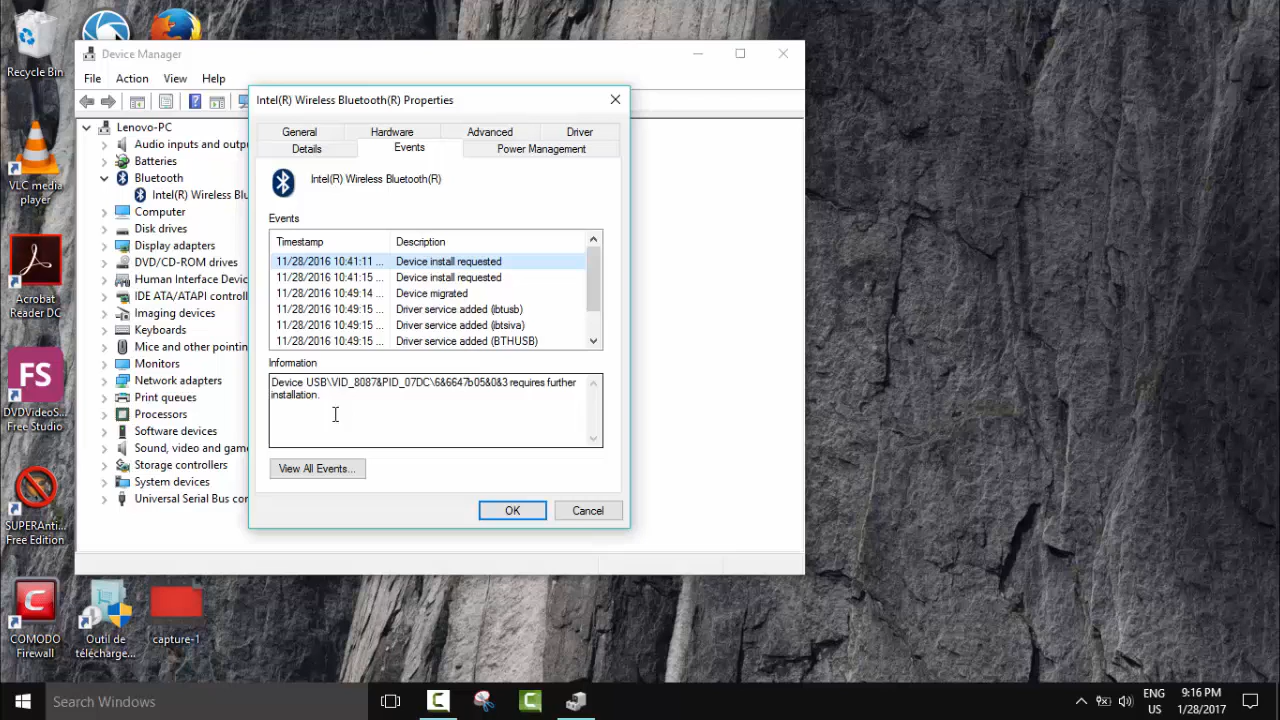 Recycle Bin
VLC media
player
Acrobat
Reader DC
FS
DVDVideoS...
Free Studio
SUPERAnti...
Free Edition
COMODO
Firewall
Outil de
télécharge...
capture-1
Device Manager
File Action View Help
Lenovo-PC
Audio inputs and outpu
Batteries
Bluetooth
Intel(R) Wireless Blu
Computer
Disk drives
Display adapters
DVD/CD-ROM drives
Human Interface Devic
IDE ATA/ATAPI controll
Imaging devices
Keyboards
Mice and other pointin
Monitors
Network adapters
Print queues
Processors
Software devices
Sound, video and game
Storage controllers
System devices
Universal Serial Bus con
Intel(R) Wireless Bluetooth(R) Properties
General Hardware Advanced Driver
Details Events Power Management
Intel(R) Wireless Bluetooth(R)
Events
Timestamp Description
11/28/2016 10:41:11 ... Device install requested
11/28/2016 10:41:15 ... Device install requested
11/28/2016 10:49:14 ... Device migrated
11/28/2016 10:49:15 ... Driver service added (ibtusb)
11/28/2016 10:49:15 ... Driver service added (ibtsiva)
11/28/2016 10:49:15 ... Driver service added (BTHUSB)
Information
Device USB\VID_8087&PID_07DC\6&6647b05&0&3 requires further
installation.
View All Events...
OK Cancel
Search Windows
ENG
US
9:16 PM
1/28/2017